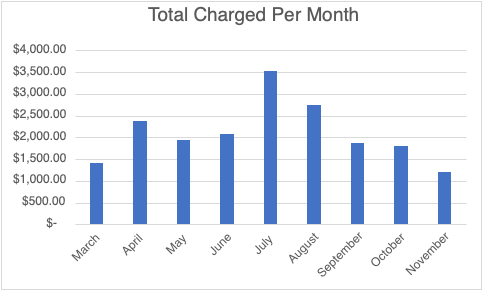 Total Charged Per Month
$4,000.00
$3,500.00
$3,000.00
$2,500.00
$2,000.00
$1,500.00
$1,000.00
$500.00
$-
March
April
May
June
July
August
September
October
November